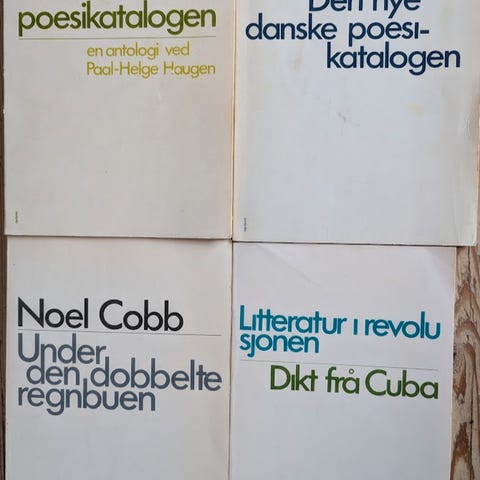 poesikatalogen
en antologi ved
Paal-Helge Haugen
Den nye
danske poesi-
katalogen
Noel Cobb
Under
den dobbelte
regnbuen
Litteratur i revolu
sjonen
Dikt frå Cuba